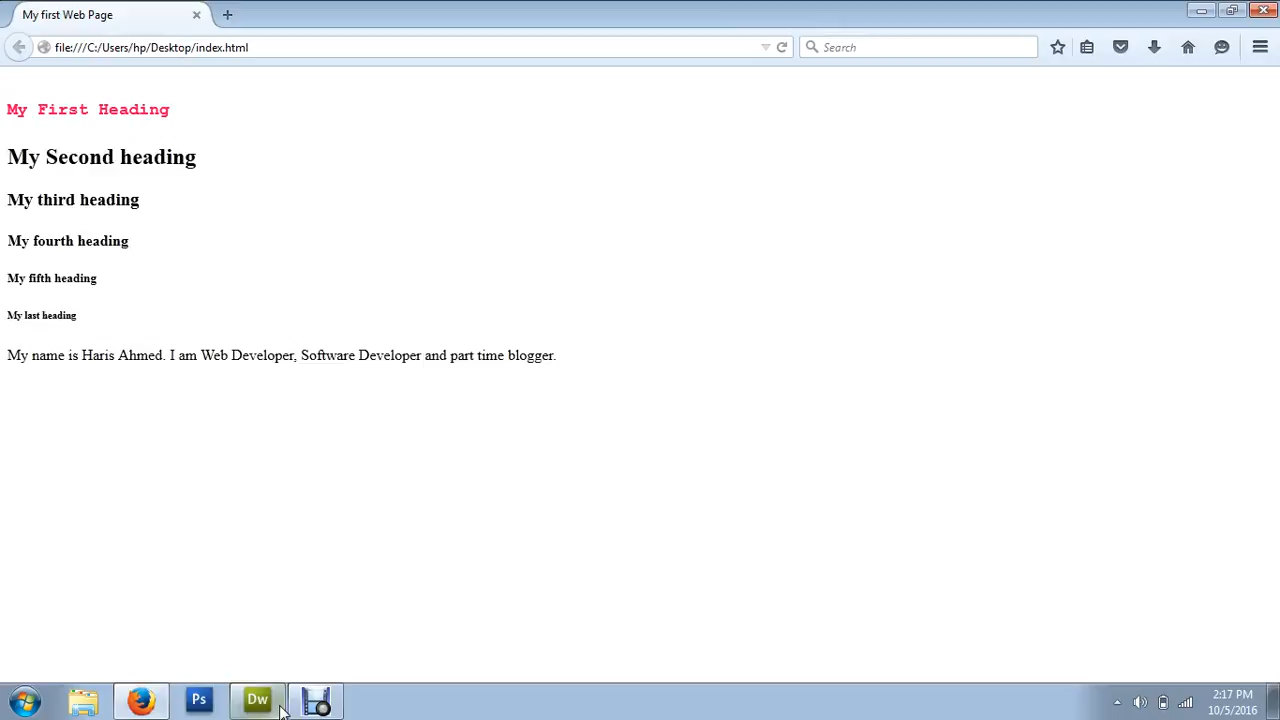 My first Web Page
file:///C:/Users/hp/Desktop/index.html
Search
My First Heading
My Second heading
My third heading
My fourth heading
My fifth heading
My last heading
My name is Haris Ahmed. I am Web Developer, Software Developer and part time blogger.
Ps
Dw
2:17 PM
10/5/2016